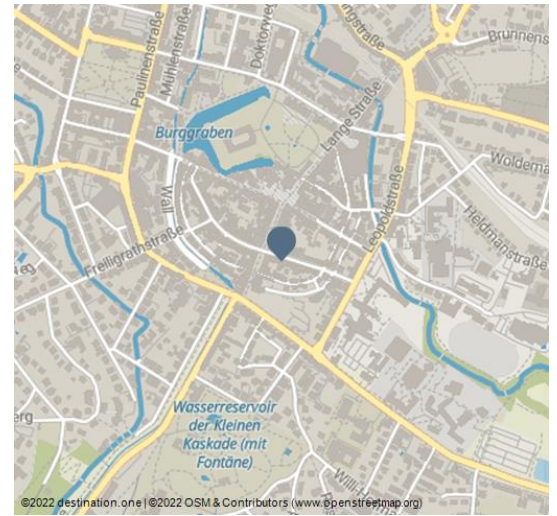 Paulinenstraße
Mühlenstraße
Doktorweg
Brunnens
Burggraben
Lange Straße
Woldema
Wall
Leopoldstraße
Heldmanstraße
Freiligrathstraße
Wasserreservoir
der Kleinen
Kaskade (mit
Fontäne)
©2022 destination.one | ©2022 OSM & Contributors (www.openstreetmap.org)